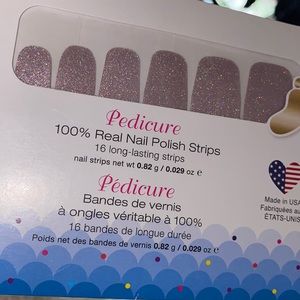 Pedicure
100% Real Nail Polish Strips
16 long-lasting strips
nail strips net wt 0.82 g / 0.029 oz ℮
Pédicure
Bandes de vernis
à ongles véritable à 100%
16 bandes de longue durée
Poids net des bandes de vernis 0.82 g / 0.029 oz ℮
Made in USA
Fabriquées au
ÉTATS-UNIS